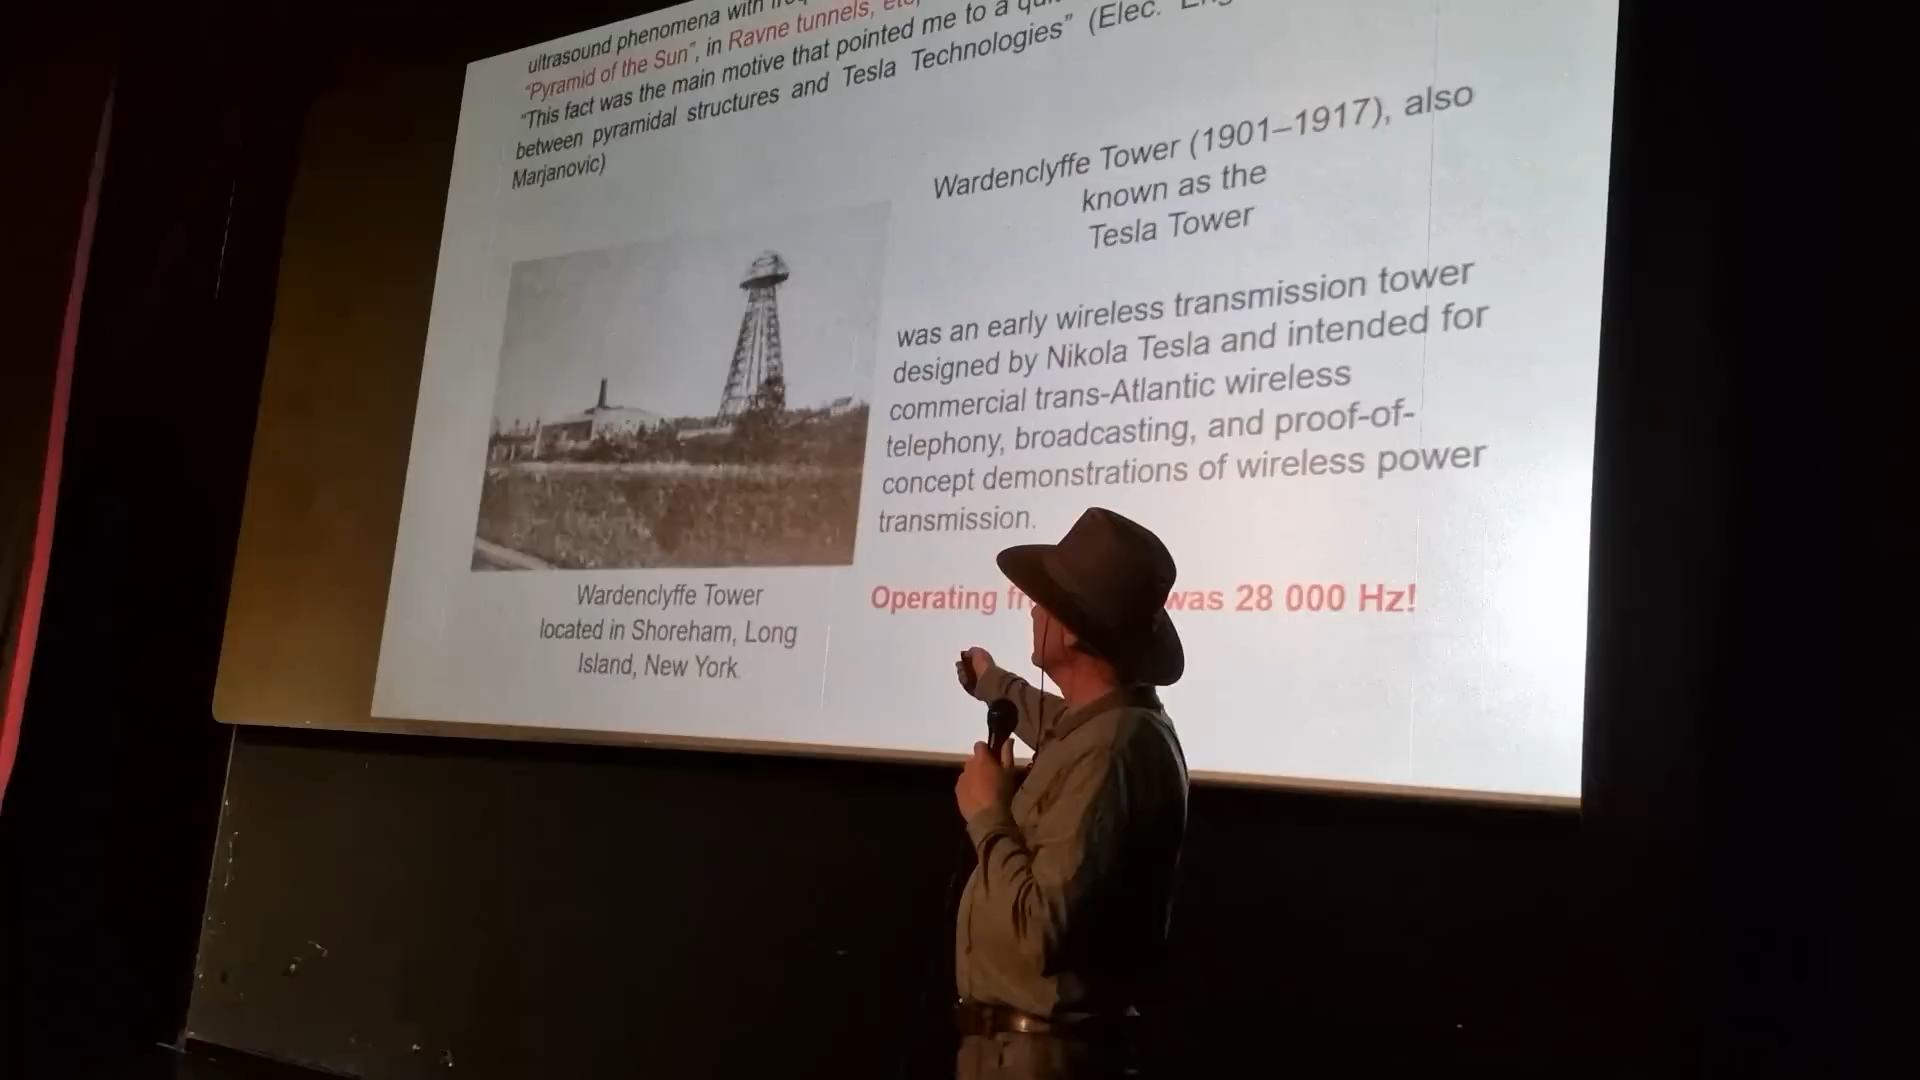 ultrasound phenomena with
"Pyramid of the Sun", in Ravne tunnels, etc,
"This fact was the main motive that pointed me to a
between pyramidal structures and Tesla Technologies" (Elec.
Marjanovic)
Wardenclyffe Tower (1901–1917), also
known as the
Tesla Tower
was an early wireless transmission tower
designed by Nikola Tesla and intended for
commercial trans-Atlantic wireless
telephony, broadcasting, and proof-of-
concept demonstrations of wireless power
transmission.
Operating was 28 000 Hz!
Wardenclyffe Tower
located in Shoreham, Long
Island, New York.